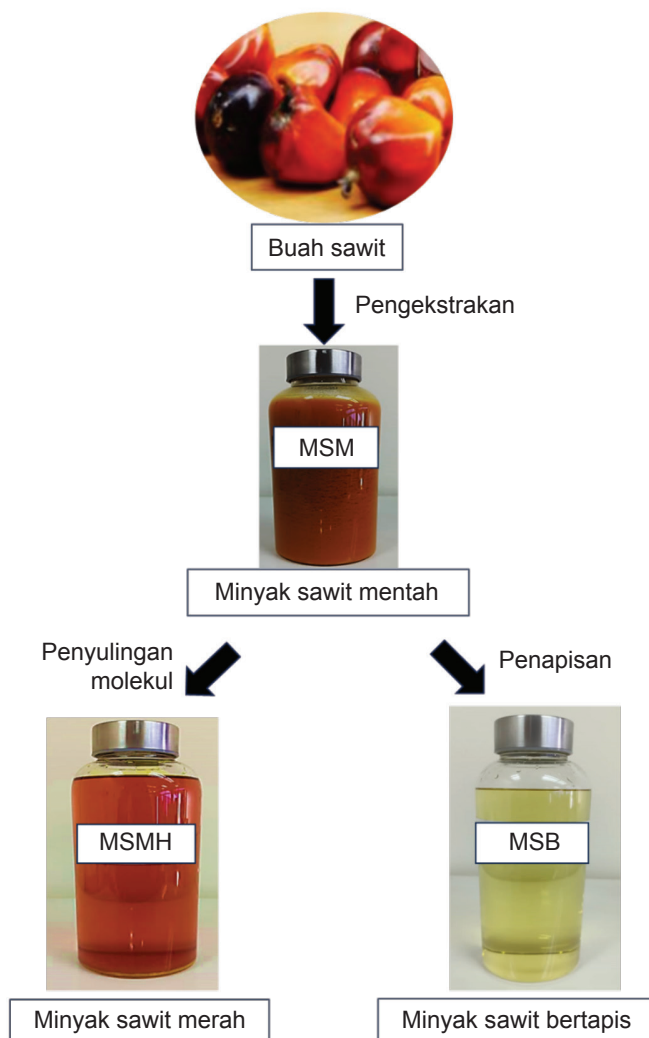 Buah sawit
Pengekstrakan
MSM
Minyak sawit mentah
Penyulingan
molekul
Penapisan
MSMH
MSB
Minyak sawit merah
Minyak sawit bertapis